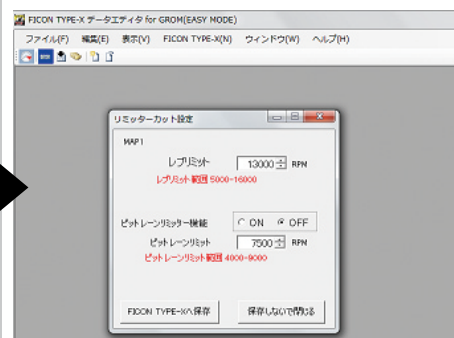 FICON TYPE-X データエディタ for GROM(EASY MODE)
ファイル(F) 編集(E) 表示(V) FICON TYPE-X(N) ウィンドウ(W) ヘルプ(H)
リミッターカット設定
MAP1
レブリミット 13000 RPM
レブリミット範囲 5000-16000
ピットレーンリミッター機能 ON OFF
ピットレーンリミット 7500 RPM
ピットレーンリミット範囲 4000-9000
FICON TYPE-Xへ保存 保存しないで閉じる